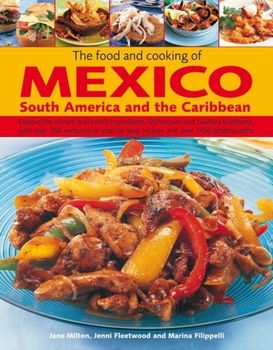 The food and cooking of
MEXICO
South America and the Caribbean
Explore the vibrant and exotic ingredients, techniques and culinary traditions,
with over 350 sensational step-by-step recipes and over 1450 photographs
Jane Milton, Jenni Fleetwood and Marina Filippelli